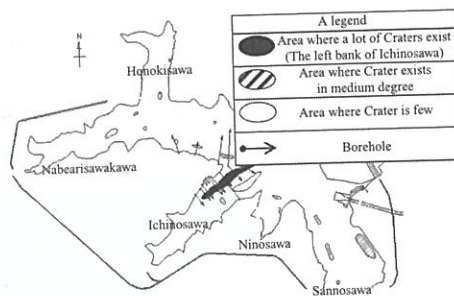 N
A legend
Area where a lot of Craters exist
(The left bank of Ichinosawa)
Area where Crater exists
in medium degree
Area where Crater is few
Borehole
Honokisawa
Nabearisawakawa
Ichinosawa
Ninosawa
Sannosawa